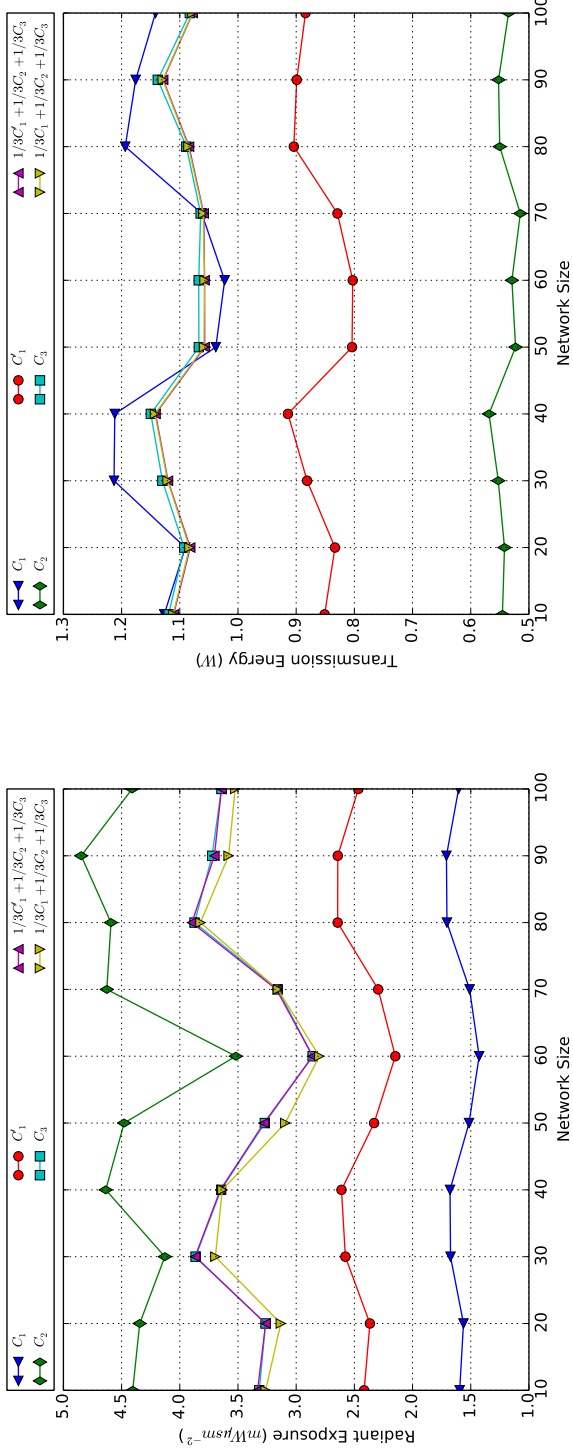 C₁ C′₁ 1/3C′₁ +1/3C₂ +1/3C₃
C₂ C₃ 1/3C₁ +1/3C₂ +1/3C₃
5.0
4.5
4.0
3.5
3.0
2.5
2.0
1.5
1.0
Radiant Exposure (mWμsm⁻²)
10 20 30 40 50 60 70 80 90 100
Network Size
C₁ C′₁ 1/3C′₁ +1/3C₂ +1/3C₃
C₂ C₃ 1/3C₁ +1/3C₂ +1/3C₃
1.3
1.2
1.1
1.0
0.9
0.8
0.7
0.6
0.5
Transmission Energy (W)
10 20 30 40 50 60 70 80 90 100
Network Size